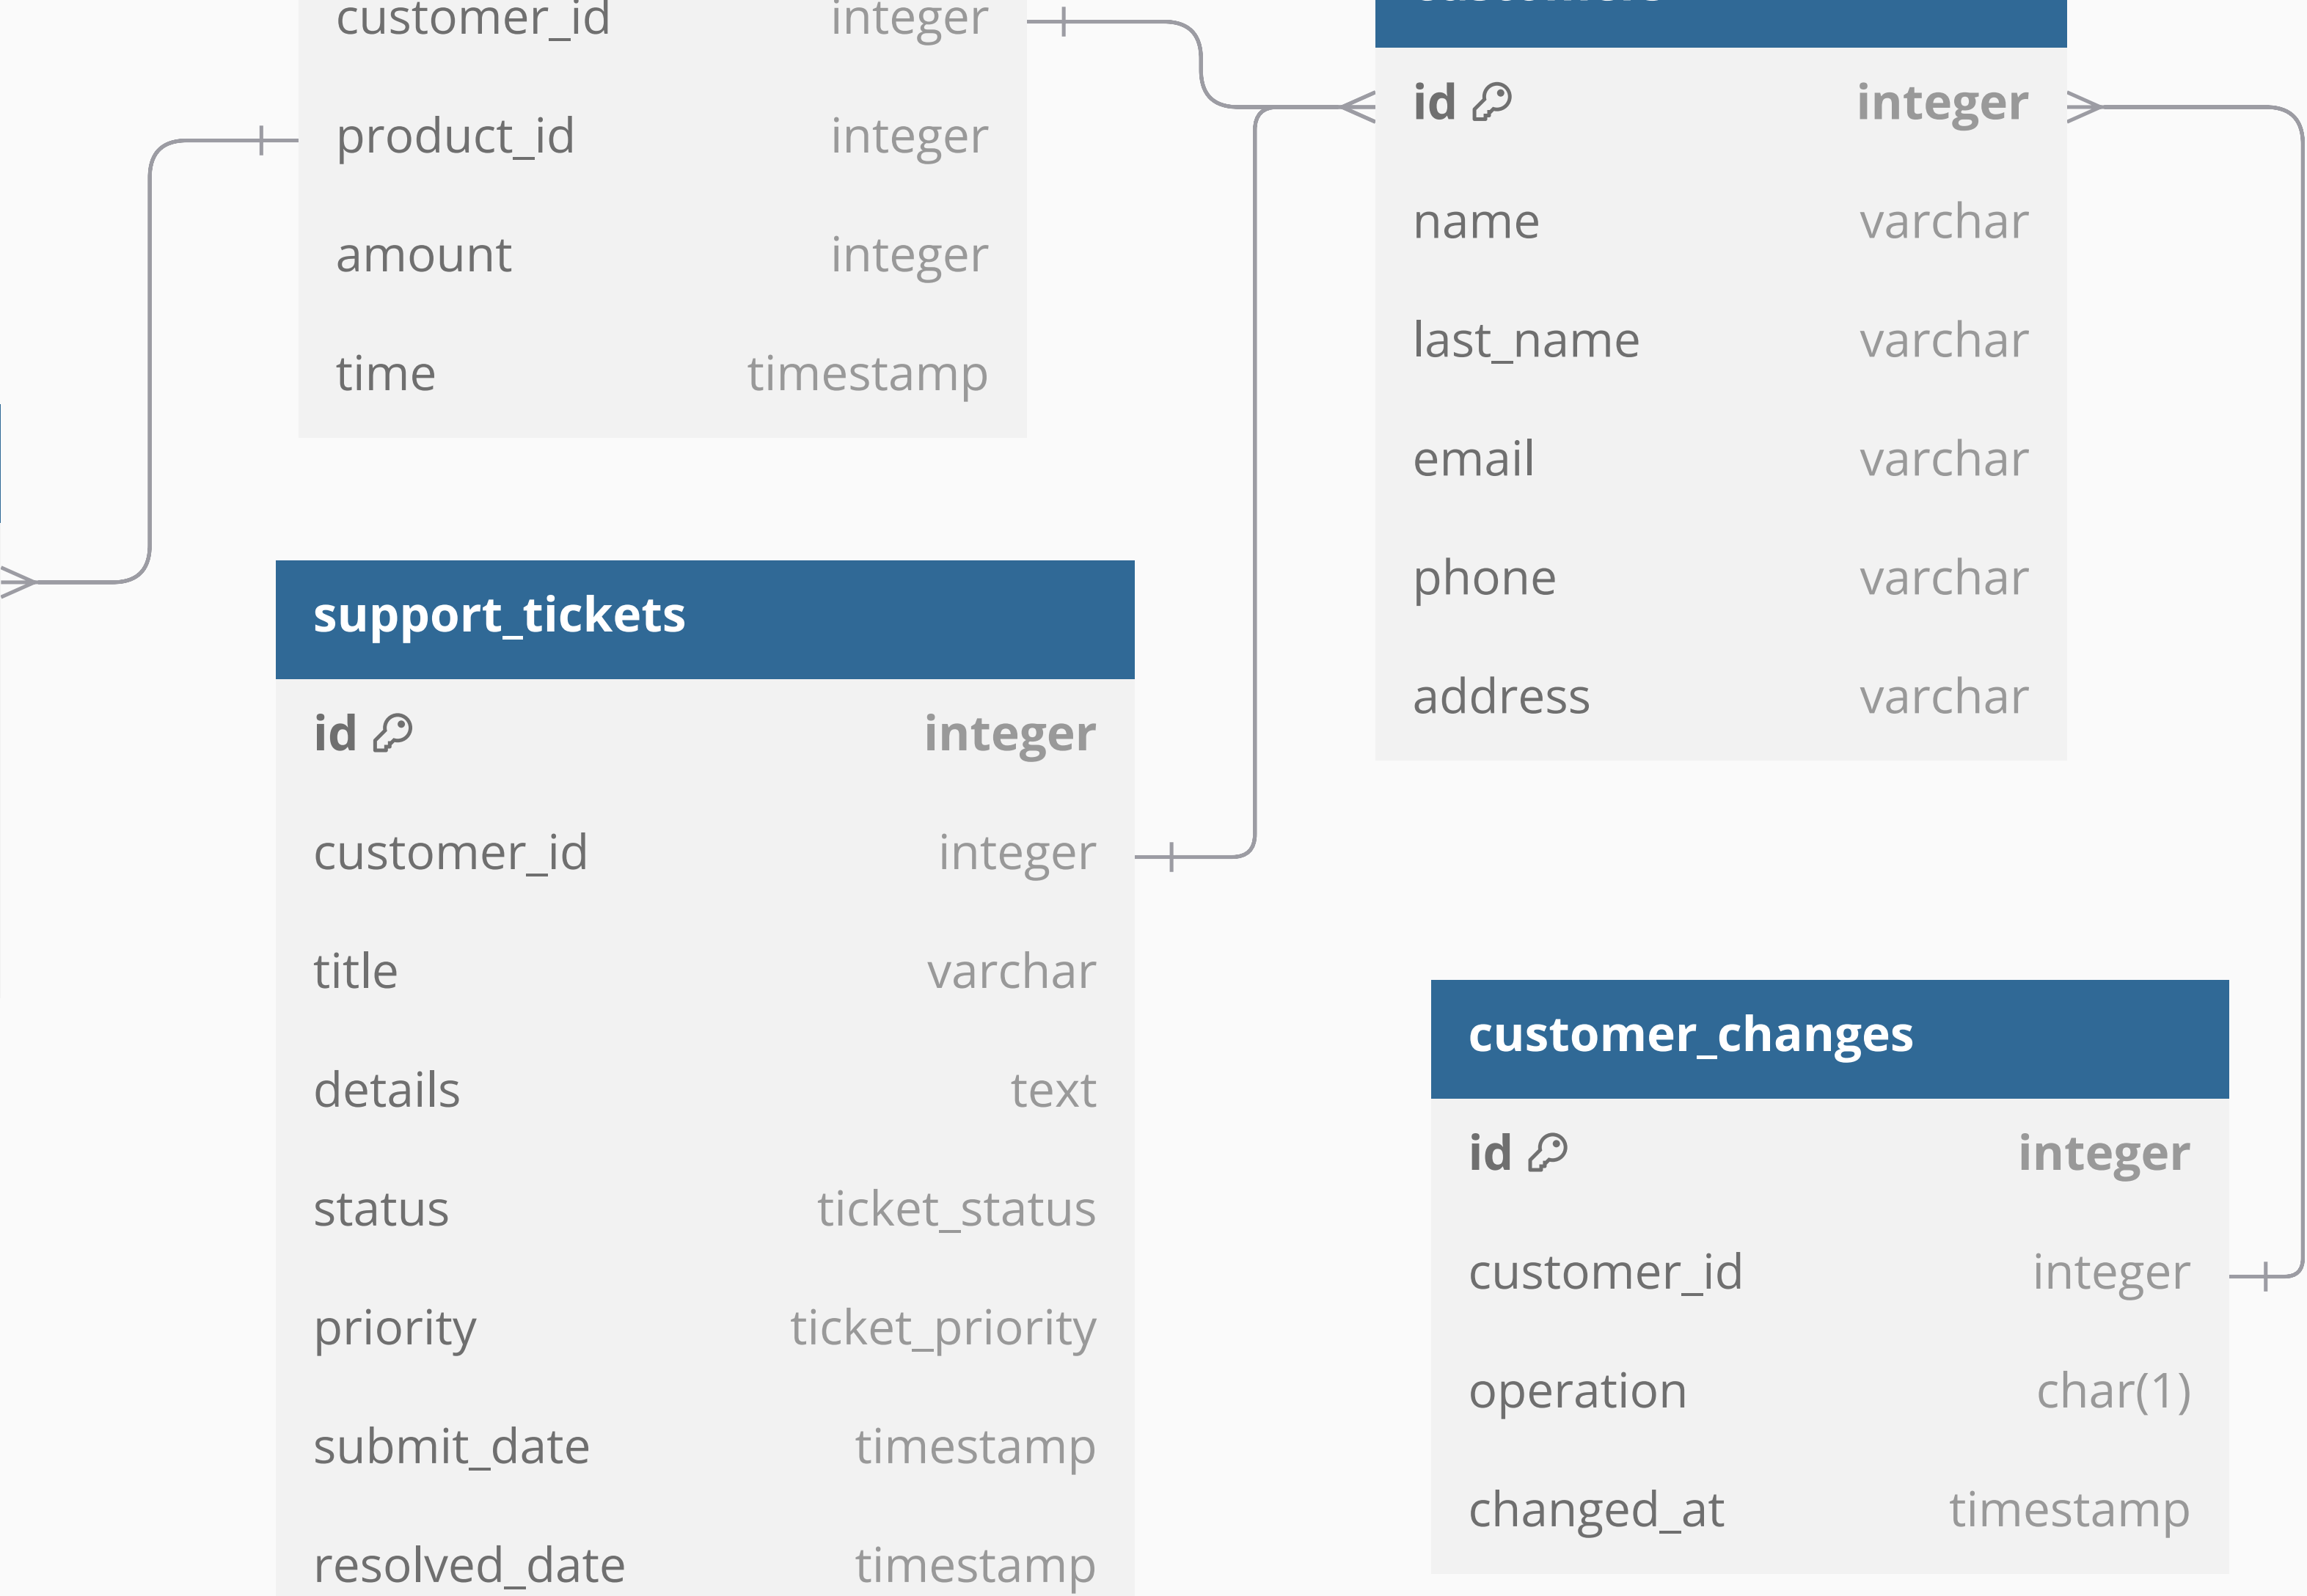 customer_id integer
product_id integer
amount integer
time timestamp
id integer
name varchar
last_name varchar
email varchar
phone varchar
address varchar
support_tickets
id integer
customer_id integer
title varchar
details text
status ticket_status
priority ticket_priority
submit_date timestamp
resolved_date timestamp
customer_changes
id integer
customer_id integer
operation char(1)
changed_at timestamp